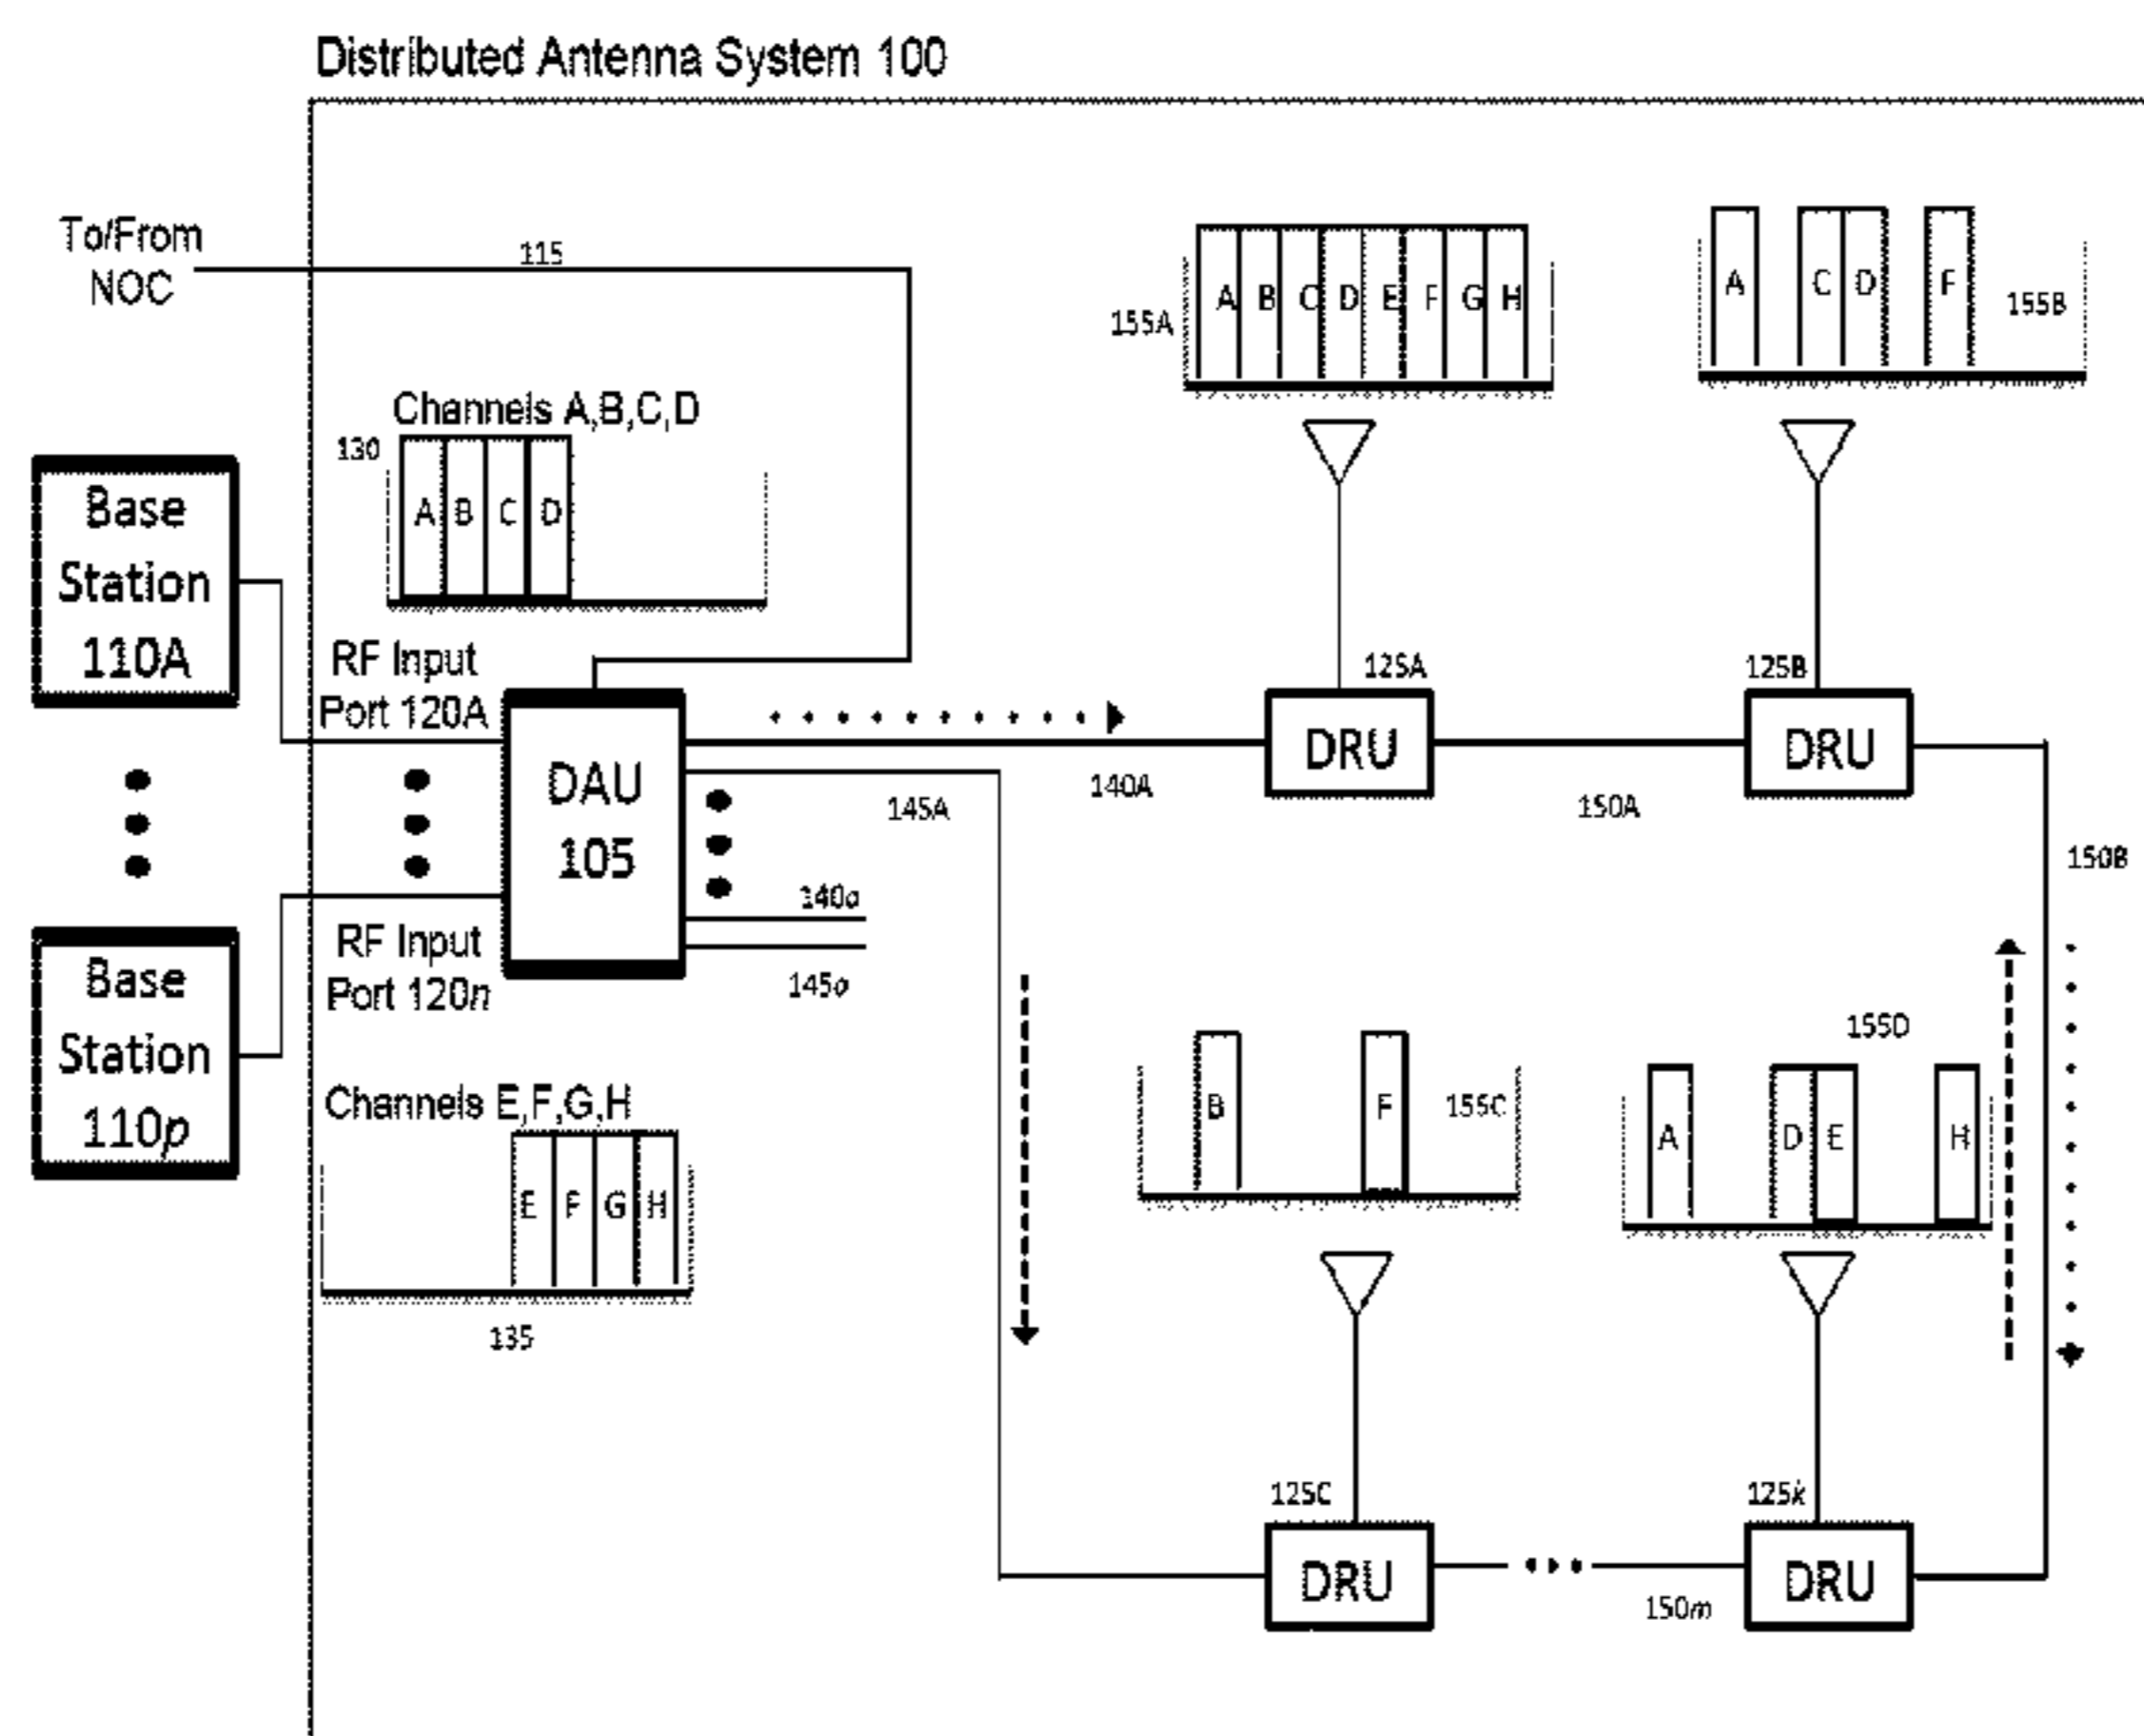 Distributed Antenna System 100
To/From
NOC
115
Channels A,B,C,D
130
A B C D
Base
Station
110A
RF Input
Port 120A
DAU
105
RF Input
Port 120n
Base
Station
110p
Channels E,F,G,H
E F G H
135
155A
A B C D E F G H
A C D F
155B
125A
DRU
125B
DRU
140A
145A
150A
150B
140o
145o
B F
155C
155D
A D E H
125C
DRU
125k
DRU
150m